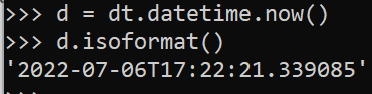 >>> d = dt.datetime.now()
>>> d.isoformat()
'2022-07-06T17:22:21.339085'